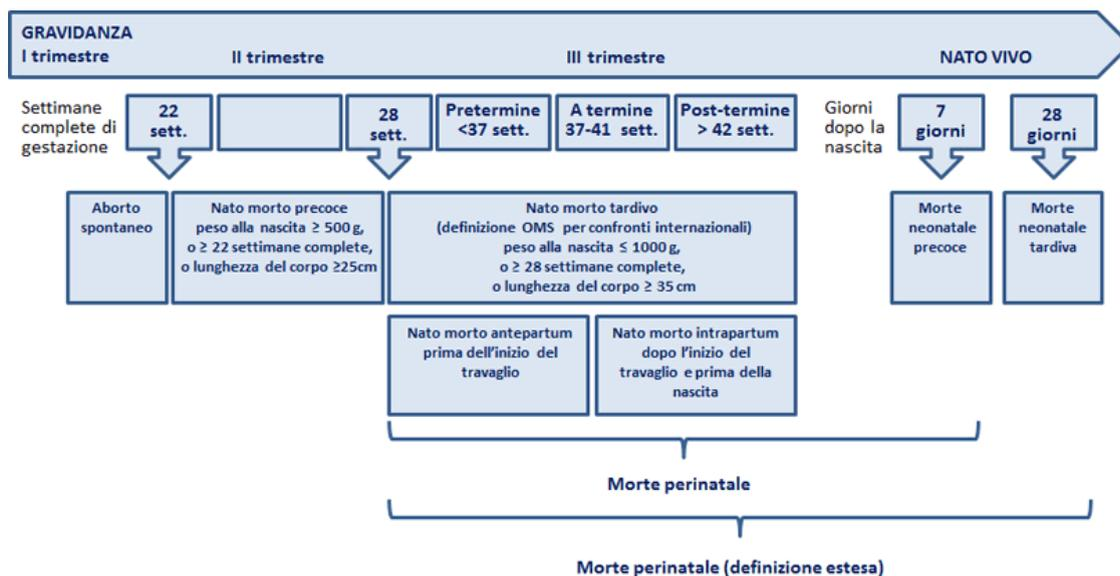 GRAVIDANZA
I trimestre
II trimestre
III trimestre
NATO VIVO
Settimane
complete di
gestazione
22
sett.
28
sett.
Pretermine
<37 sett.
A termine
37-41 sett.
Post-termine
> 42 sett.
Giorni
dopo la
nascita
7
giorni
28
giorni
Aborto
spontaneo
Nato morto precoce
peso alla nascita ≥ 500 g,
o ≥ 22 settimane complete,
o lunghezza del corpo ≥25cm
Nato morto tardivo
(definizione OMS per confronti internazionali)
peso alla nascita ≤ 1000 g,
o ≥ 28 settimane complete,
o lunghezza del corpo ≥ 35 cm
Morte
neonatale
precoce
Morte
neonatale
tardiva
Nato morto antepartum
prima dell'inizio del
travaglio
Nato morto intrapartum
dopo l'inizio del
travaglio e prima della
nascita
Morte perinatale
Morte perinatale (definizione estesa)